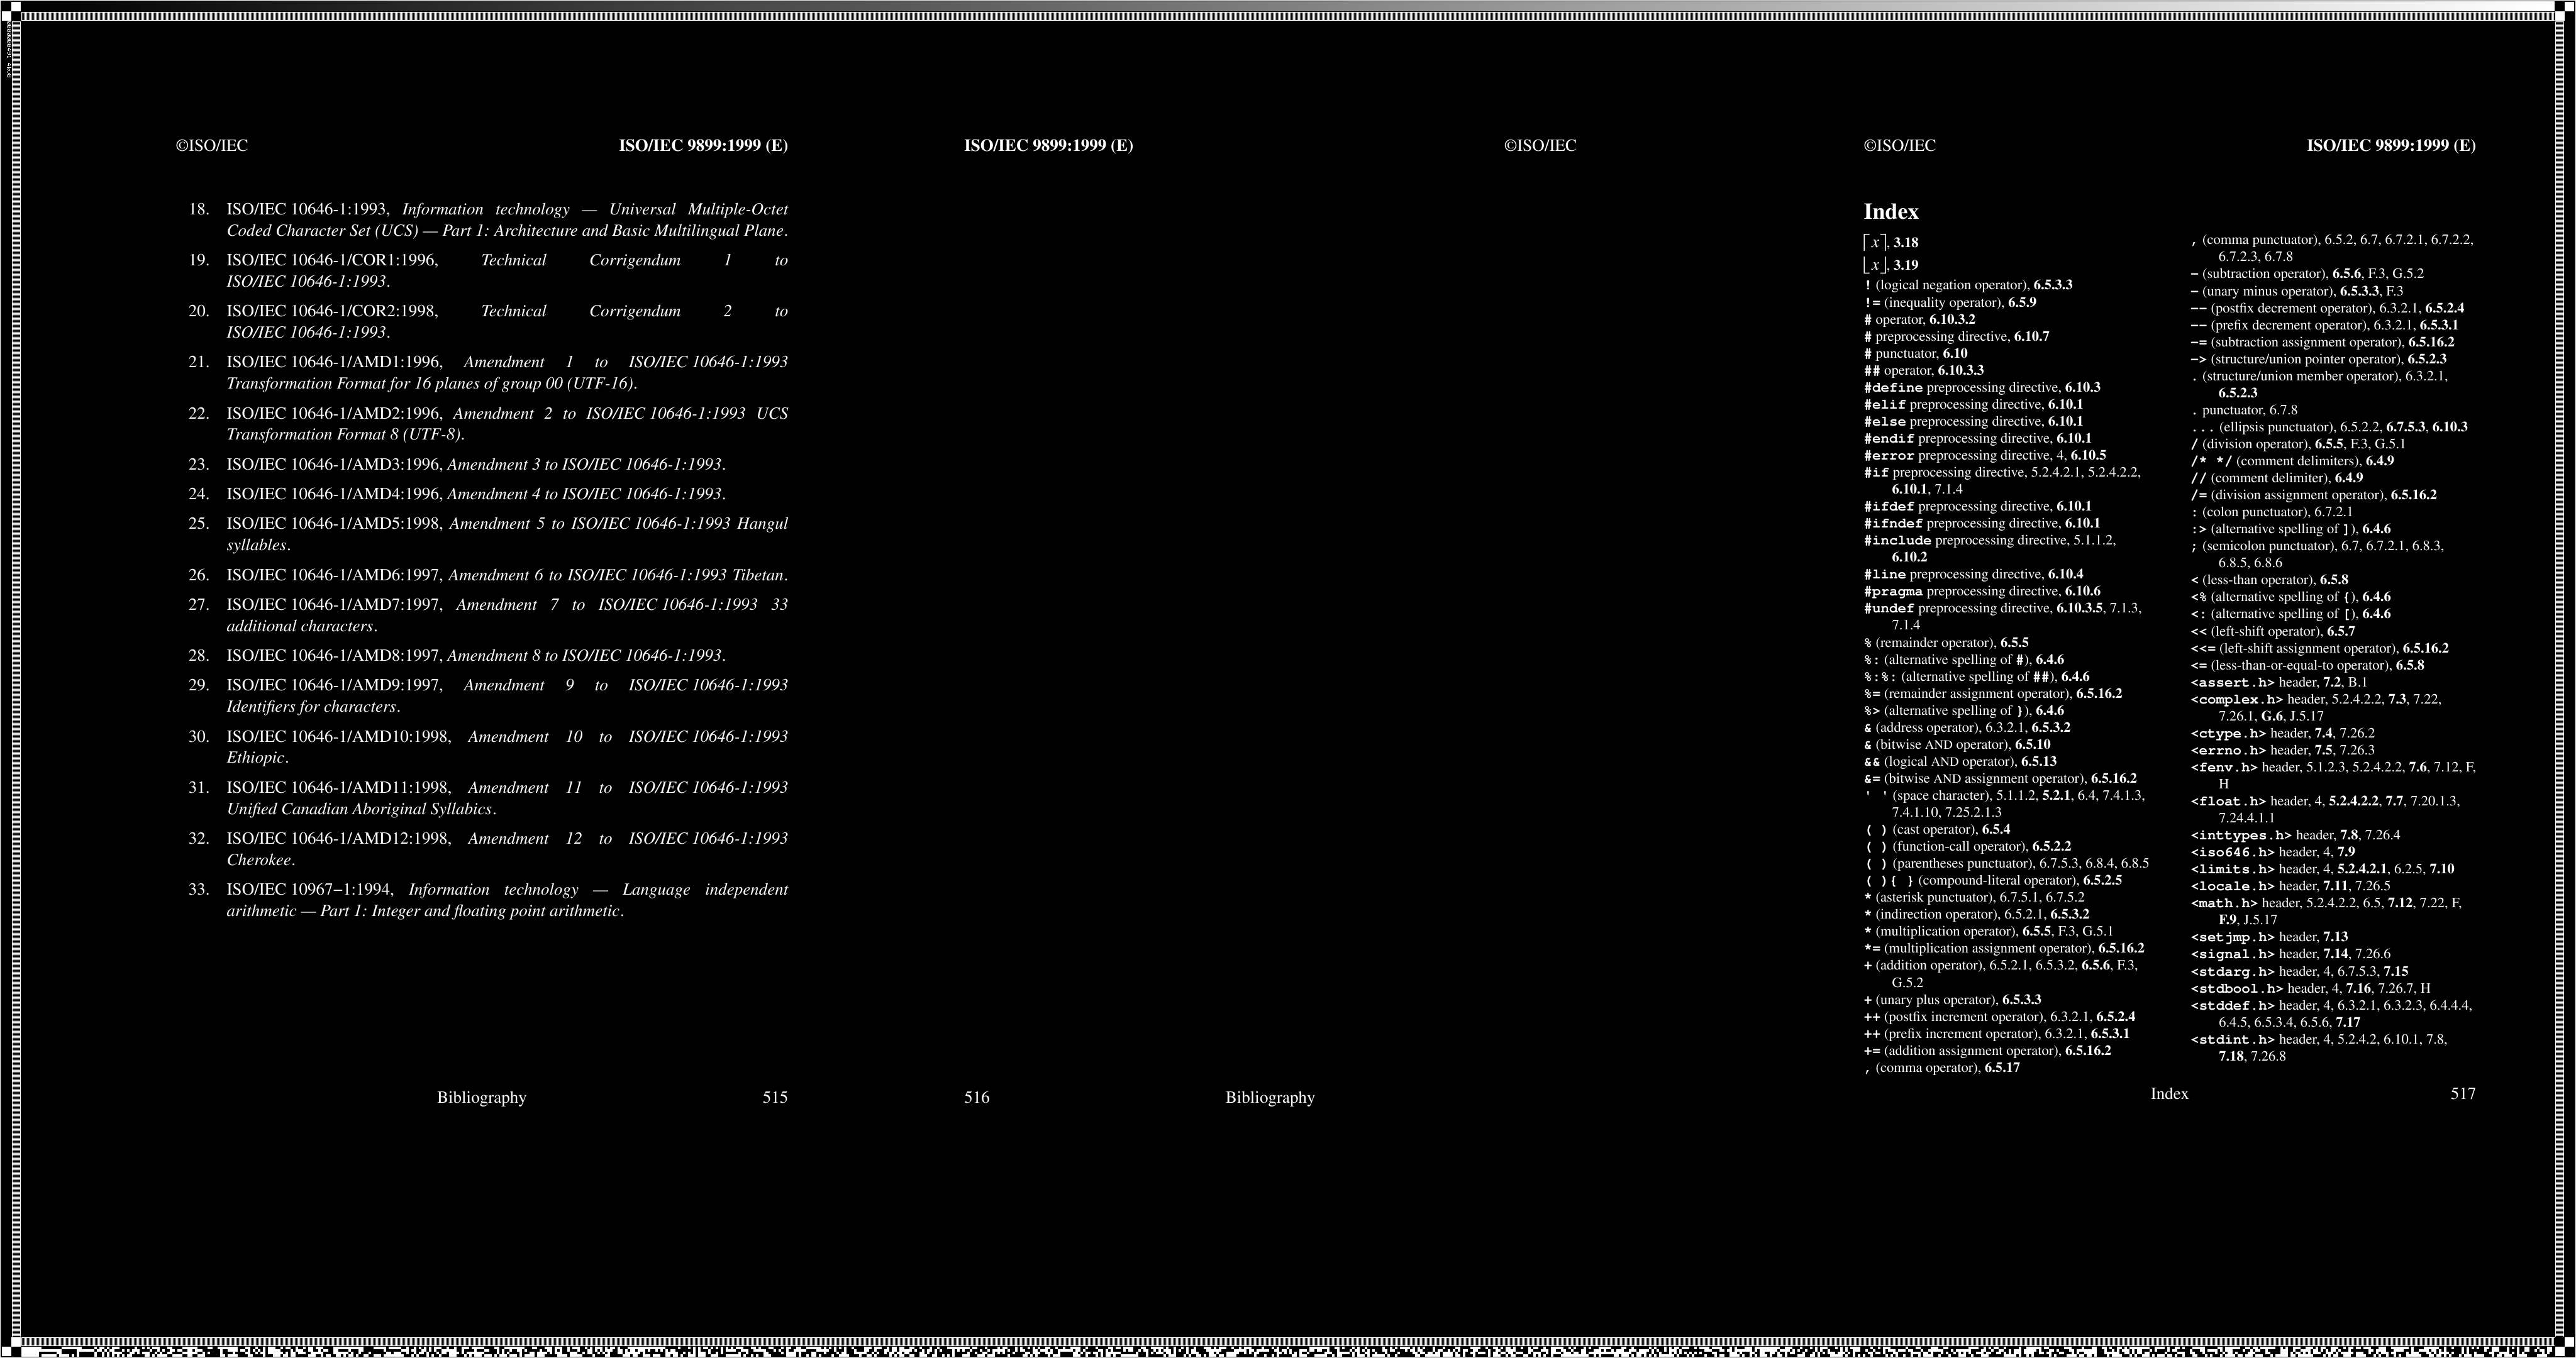 ©ISO/IEC ISO/IEC 9899:1999 (E)
18. ISO/IEC 10646-1:1993, Information technology — Universal Multiple-Octet
Coded Character Set (UCS) — Part 1: Architecture and Basic Multilingual Plane.
19. ISO/IEC 10646-1/COR1:1996, Technical Corrigendum 1 to
ISO/IEC 10646-1:1993.
20. ISO/IEC 10646-1/COR2:1998, Technical Corrigendum 2 to
ISO/IEC 10646-1:1993.
21. ISO/IEC 10646-1/AMD1:1996, Amendment 1 to ISO/IEC 10646-1:1993
Transformation Format for 16 planes of group 00 (UTF-16).
22. ISO/IEC 10646-1/AMD2:1996, Amendment 2 to ISO/IEC 10646-1:1993 UCS
Transformation Format 8 (UTF-8).
23. ISO/IEC 10646-1/AMD3:1996, Amendment 3 to ISO/IEC 10646-1:1993.
24. ISO/IEC 10646-1/AMD4:1996, Amendment 4 to ISO/IEC 10646-1:1993.
25. ISO/IEC 10646-1/AMD5:1998, Amendment 5 to ISO/IEC 10646-1:1993 Hangul
syllables.
26. ISO/IEC 10646-1/AMD6:1997, Amendment 6 to ISO/IEC 10646-1:1993 Tibetan.
27. ISO/IEC 10646-1/AMD7:1997, Amendment 7 to ISO/IEC 10646-1:1993 33
additional characters.
28. ISO/IEC 10646-1/AMD8:1997, Amendment 8 to ISO/IEC 10646-1:1993.
29. ISO/IEC 10646-1/AMD9:1997, Amendment 9 to ISO/IEC 10646-1:1993
Identifiers for characters.
30. ISO/IEC 10646-1/AMD10:1998, Amendment 10 to ISO/IEC 10646-1:1993
Ethiopic.
31. ISO/IEC 10646-1/AMD11:1998, Amendment 11 to ISO/IEC 10646-1:1993
Unified Canadian Aboriginal Syllabics.
32. ISO/IEC 10646-1/AMD12:1998, Amendment 12 to ISO/IEC 10646-1:1993
Cherokee.
33. ISO/IEC 10967−1:1994, Information technology — Language independent
arithmetic — Part 1: Integer and floating point arithmetic.
Bibliography 515
ISO/IEC 9899:1999 (E) ©ISO/IEC
516 Bibliography
©ISO/IEC ISO/IEC 9899:1999 (E)
Index
⌈x⌉, 3.18
⌊x⌋, 3.19
! (logical negation operator), 6.5.3.3
!= (inequality operator), 6.5.9
# operator, 6.10.3.2
# preprocessing directive, 6.10.7
# punctuator, 6.10
## operator, 6.10.3.3
#define preprocessing directive, 6.10.3
#elif preprocessing directive, 6.10.1
#else preprocessing directive, 6.10.1
#endif preprocessing directive, 6.10.1
#error preprocessing directive, 4, 6.10.5
#if preprocessing directive, 5.2.4.2.1, 5.2.4.2.2,
6.10.1, 7.1.4
#ifdef preprocessing directive, 6.10.1
#ifndef preprocessing directive, 6.10.1
#include preprocessing directive, 5.1.1.2,
6.10.2
#line preprocessing directive, 6.10.4
#pragma preprocessing directive, 6.10.6
#undef preprocessing directive, 6.10.3.5, 7.1.3,
7.1.4
% (remainder operator), 6.5.5
%: (alternative spelling of #), 6.4.6
%:%: (alternative spelling of ##), 6.4.6
%= (remainder assignment operator), 6.5.16.2
%> (alternative spelling of }), 6.4.6
& (address operator), 6.3.2.1, 6.5.3.2
& (bitwise AND operator), 6.5.10
&& (logical AND operator), 6.5.13
&= (bitwise AND assignment operator), 6.5.16.2
' ' (space character), 5.1.1.2, 5.2.1, 6.4, 7.4.1.3,
7.4.1.10, 7.25.2.1.3
( ) (cast operator), 6.5.4
( ) (function-call operator), 6.5.2.2
( ) (parentheses punctuator), 6.7.5.3, 6.8.4, 6.8.5
( ){ } (compound-literal operator), 6.5.2.5
* (asterisk punctuator), 6.7.5.1, 6.7.5.2
* (indirection operator), 6.5.2.1, 6.5.3.2
* (multiplication operator), 6.5.5, F.3, G.5.1
*= (multiplication assignment operator), 6.5.16.2
+ (addition operator), 6.5.2.1, 6.5.3.2, 6.5.6, F.3,
G.5.2
+ (unary plus operator), 6.5.3.3
++ (postfix increment operator), 6.3.2.1, 6.5.2.4
++ (prefix increment operator), 6.3.2.1, 6.5.3.1
+= (addition assignment operator), 6.5.16.2
, (comma operator), 6.5.17
, (comma punctuator), 6.5.2, 6.7, 6.7.2.1, 6.7.2.2,
6.7.2.3, 6.7.8
− (subtraction operator), 6.5.6, F.3, G.5.2
− (unary minus operator), 6.5.3.3, F.3
−− (postfix decrement operator), 6.3.2.1, 6.5.2.4
−− (prefix decrement operator), 6.3.2.1, 6.5.3.1
−= (subtraction assignment operator), 6.5.16.2
−> (structure/union pointer operator), 6.5.2.3
. (structure/union member operator), 6.3.2.1,
6.5.2.3
. punctuator, 6.7.8
... (ellipsis punctuator), 6.5.2.2, 6.7.5.3, 6.10.3
/ (division operator), 6.5.5, F.3, G.5.1
/* */ (comment delimiters), 6.4.9
// (comment delimiter), 6.4.9
/= (division assignment operator), 6.5.16.2
: (colon punctuator), 6.7.2.1
:> (alternative spelling of ]), 6.4.6
; (semicolon punctuator), 6.7, 6.7.2.1, 6.8.3,
6.8.5, 6.8.6
< (less-than operator), 6.5.8
<% (alternative spelling of {), 6.4.6
<: (alternative spelling of [), 6.4.6
<< (left-shift operator), 6.5.7
<<= (left-shift assignment operator), 6.5.16.2
<= (less-than-or-equal-to operator), 6.5.8
<assert.h> header, 7.2, B.1
<complex.h> header, 5.2.4.2.2, 7.3, 7.22,
7.26.1, G.6, J.5.17
<ctype.h> header, 7.4, 7.26.2
<errno.h> header, 7.5, 7.26.3
<fenv.h> header, 5.1.2.3, 5.2.4.2.2, 7.6, 7.12, F,
H
<float.h> header, 4, 5.2.4.2.2, 7.7, 7.20.1.3,
7.24.4.1.1
<inttypes.h> header, 7.8, 7.26.4
<iso646.h> header, 4, 7.9
<limits.h> header, 4, 5.2.4.2.1, 6.2.5, 7.10
<locale.h> header, 7.11, 7.26.5
<math.h> header, 5.2.4.2.2, 6.5, 7.12, 7.22, F,
F.9, J.5.17
<setjmp.h> header, 7.13
<signal.h> header, 7.14, 7.26.6
<stdarg.h> header, 4, 6.7.5.3, 7.15
<stdbool.h> header, 4, 7.16, 7.26.7, H
<stddef.h> header, 4, 6.3.2.1, 6.3.2.3, 6.4.4.4,
6.4.5, 6.5.3.4, 6.5.6, 7.17
<stdint.h> header, 4, 5.2.4.2, 6.10.1, 7.8,
7.18, 7.26.8
Index 517